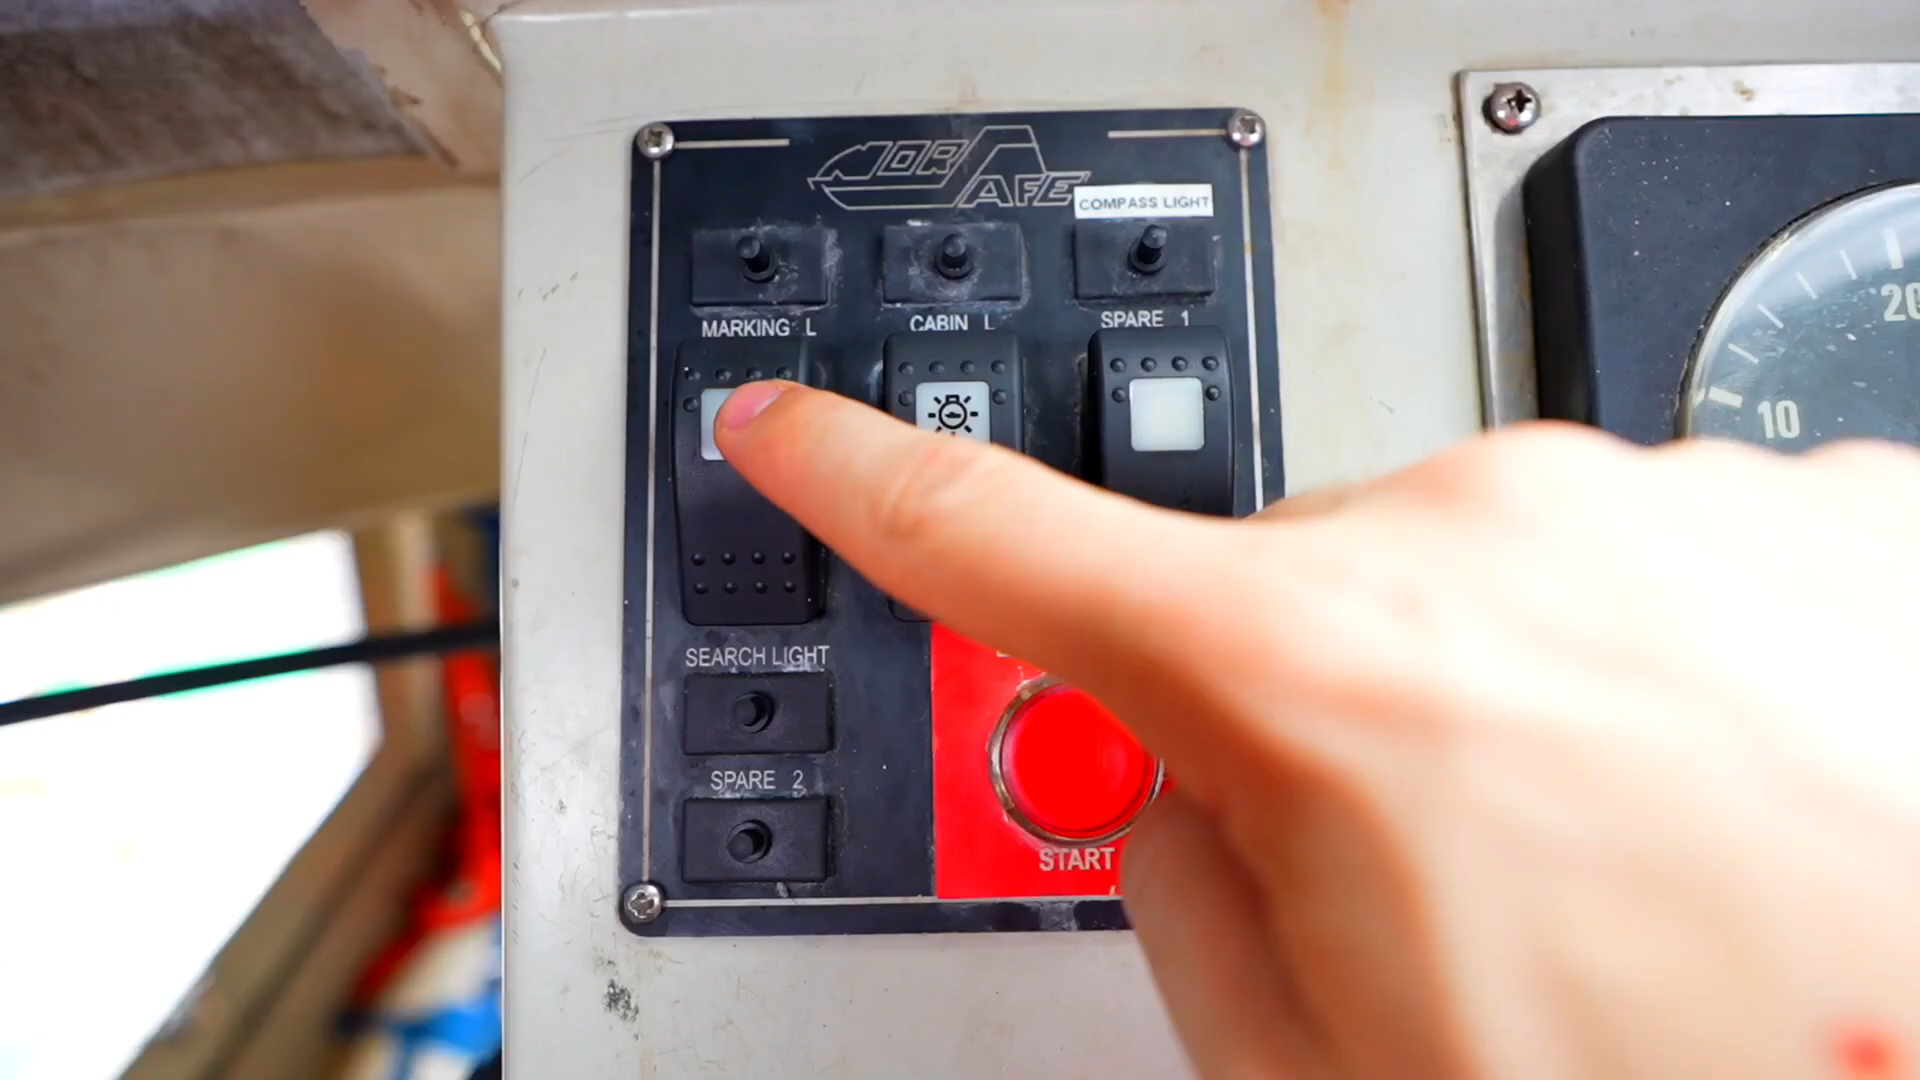 NORSAFE
COMPASS LIGHT
MARKING L
CABIN L
SPARE 1
20
10
SEARCH LIGHT
SPARE 2
START